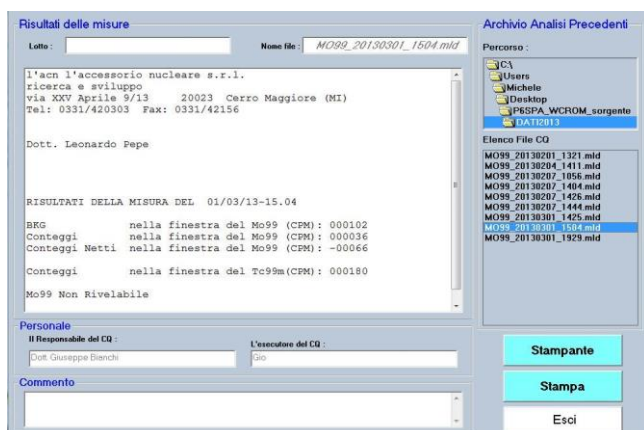 Risultati delle misure
Lotto :
Nome file : MO99_20130301_1504.mld
l'acn l'accessorio nucleare s.r.l.
ricerca e sviluppo
via XXV Aprile 9/13 20023 Cerro Maggiore (MI)
Tel: 0331/420303 Fax: 0331/42156
Dott. Leonardo Pepe
RISULTATI DELLA MISURA DEL 01/03/13-15.04
BKG nella finestra del Mo99 (CPM): 000102
Conteggi nella finestra del Mo99 (CPM): 000036
Conteggi Netti nella finestra del Mo99 (CPM): -00066
Conteggi nella finestra del Tc99m(CPM): 000180
Mo99 Non Rivelabile
Personale
Il Responsabile del CQ :
Dott. Giuseppe Bianchi
L'esecutore del CQ :
Gio
Commento
Archivio Analisi Precedenti
Percorso :
C:\
Users
Michele
Desktop
P6SPA_WCROM_sorgente
DATI2013
Elenco File CQ
MO99_20130201_1321.mld
MO99_20130204_1411.mld
MO99_20130207_1056.mld
MO99_20130207_1404.mld
MO99_20130207_1426.mld
MO99_20130207_1444.mld
MO99_20130301_1425.mld
MO99_20130301_1504.mld
MO99_20130301_1929.mld
Stampante
Stampa
Esci